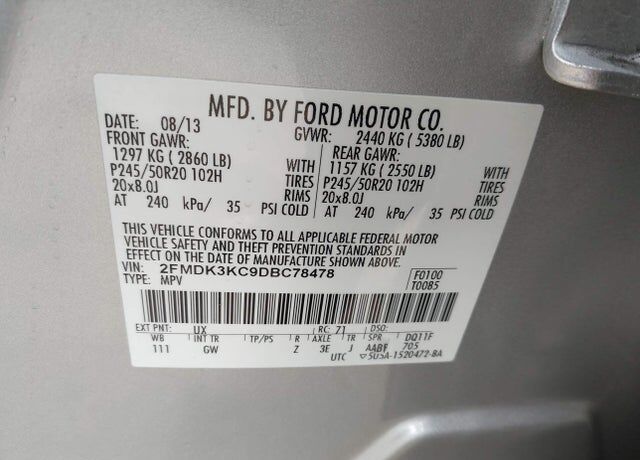 MFD. BY FORD MOTOR CO.
DATE: 08/13 GVWR: 2440 KG ( 5380 LB)
FRONT GAWR: REAR GAWR:
1297 KG ( 2860 LB) WITH 1157 KG ( 2550 LB) WITH
P245/50R20 102H TIRES P245/50R20 102H TIRES
20x8.0J RIMS 20x8.0J RIMS
AT 240 kPa/ 35 PSI COLD AT 240 kPa/ 35 PSI COLD
THIS VEHICLE CONFORMS TO ALL APPLICABLE FEDERAL MOTOR
VEHICLE SAFETY AND THEFT PREVENTION STANDARDS IN
EFFECT ON THE DATE OF MANUFACTURE SHOWN ABOVE.
VIN: 2FMDK3KC9DBC78478 F0100
TYPE: MPV T0085
EXT PNT: UX RC: 71 DSO:
WB INT TR TP/PS R AXLE TR SPR DQ11F
111 GW Z 3E J AABF 705
UTC ▽5U5A-1520472-BA